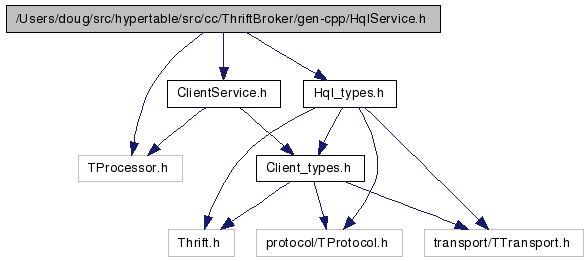 /Users/doug/src/hypertable/src/cc/ThriftBroker/gen-cpp/HqlService.h
ClientService.h
Hql_types.h
TProcessor.h
Client_types.h
Thrift.h
protocol/TProtocol.h
transport/TTransport.h